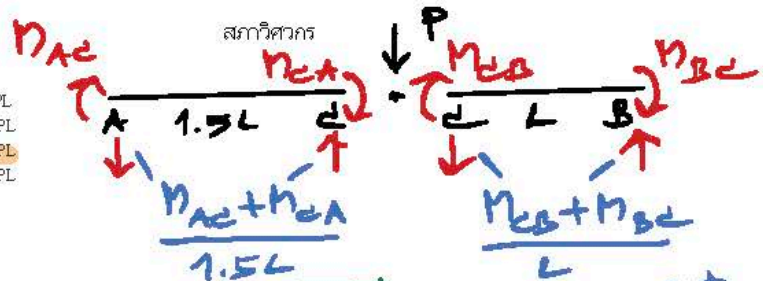 สภาวิศวกร
P
M_AC M_CA M_CB M_BC
PL
A 1.5L C C L B
PL
PL
PL
M_AC + M_CA M_CB + M_BC
1.5L L